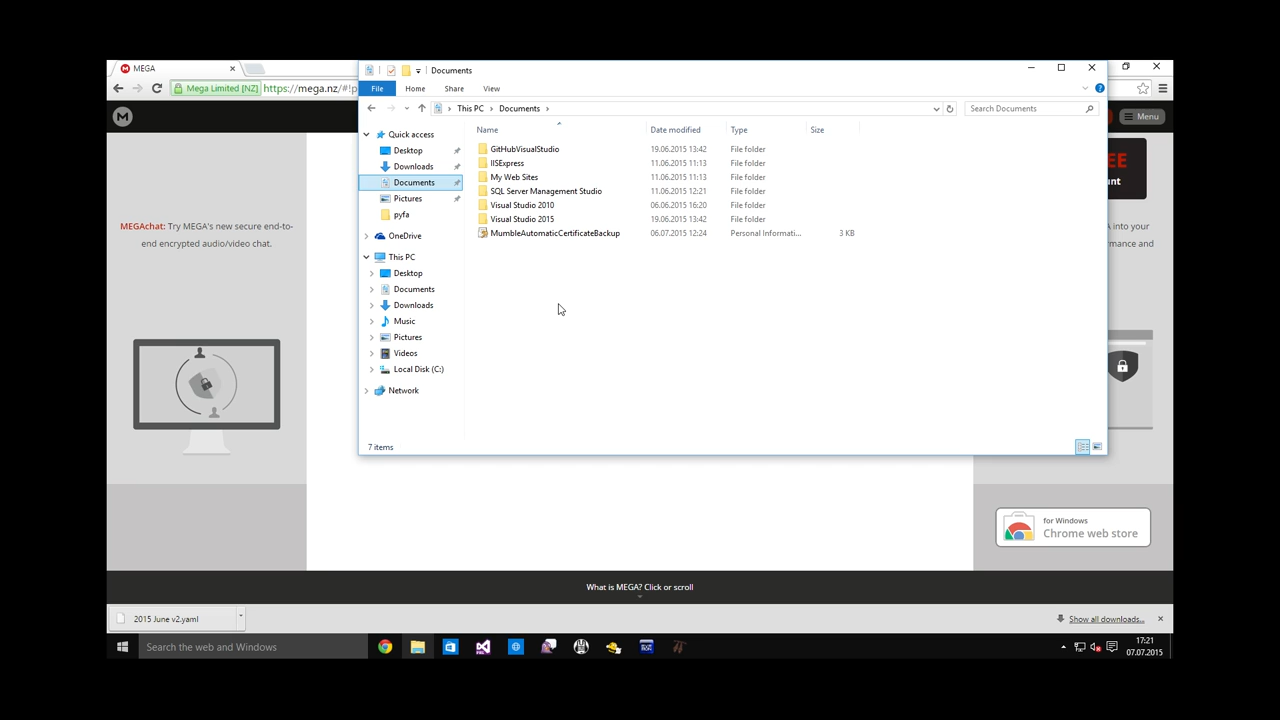 MEGA
Mega Limited [NZ]
https://mega.nz/#!p
Menu
Documents
File
Home
Share
View
This PC
Documents
Search Documents
Quick access
Desktop
Downloads
Documents
Pictures
pyfa
OneDrive
This PC
Desktop
Documents
Downloads
Music
Pictures
Videos
Local Disk (C:)
Network
Name Date modified Type Size
GitHubVisualStudio 19.06.2015 13:42 File folder
IISExpress 11.06.2015 11:13 File folder
My Web Sites 11.06.2015 11:13 File folder
SQL Server Management Studio 11.06.2015 12:21 File folder
Visual Studio 2010 06.06.2015 16:20 File folder
Visual Studio 2015 19.06.2015 13:42 File folder
MumbleAutomaticCertificateBackup 06.07.2015 12:24 Personal Informati... 3 KB
7 items
MEGAchat: Try MEGA's new secure end-to-
end encrypted audio/video chat.
EE
unt
A into your
rmance and
for Windows
Chrome web store
What is MEGA? Click or scroll
2015 June v2.yaml
Show all downloads...
Search the web and Windows
17:21
07.07.2015